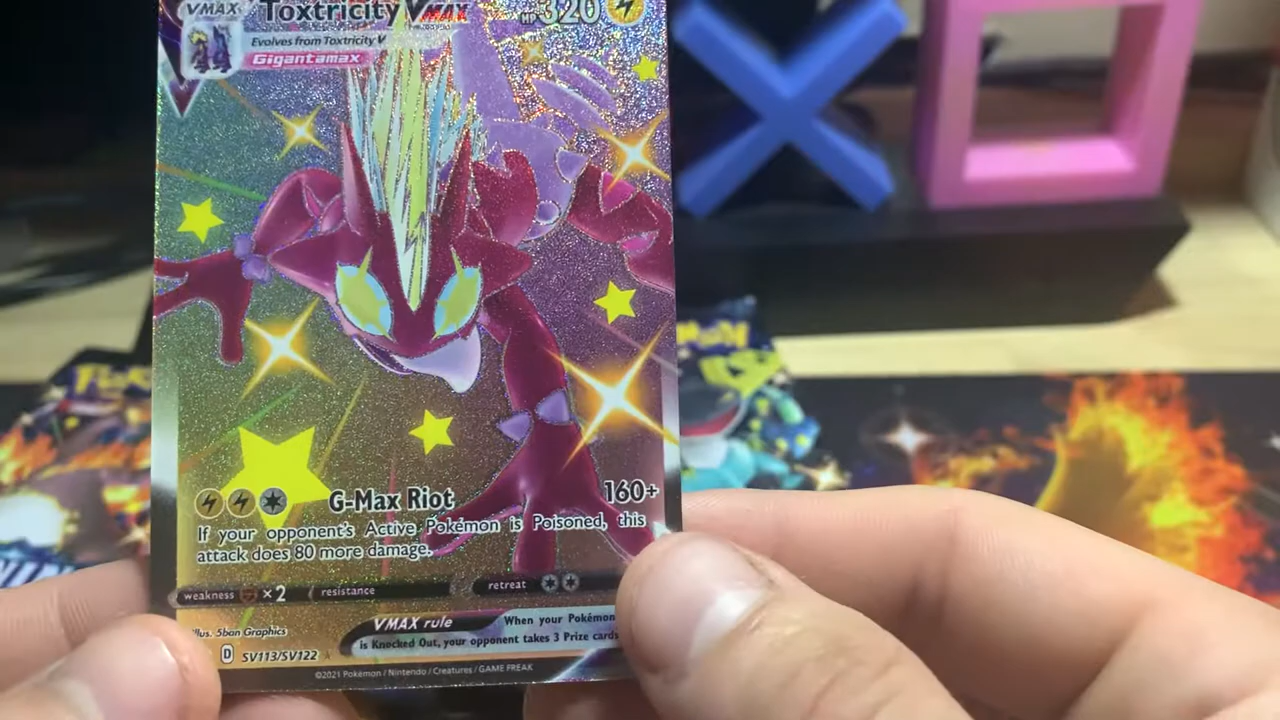 VMAX Toxtricity VMAX HP 320
Evolves from Toxtricity V
Gigantamax
G-Max Riot 160+
If your opponent's Active Pokémon is Poisoned, this
attack does 80 more damage.
weakness ×2 resistance retreat
Illus. 5ban Graphics
VMAX rule When your Pokémon
is Knocked Out, your opponent takes 3 Prize cards
D SV113/SV122
©2021 Pokémon / Nintendo / Creatures / GAME FREAK